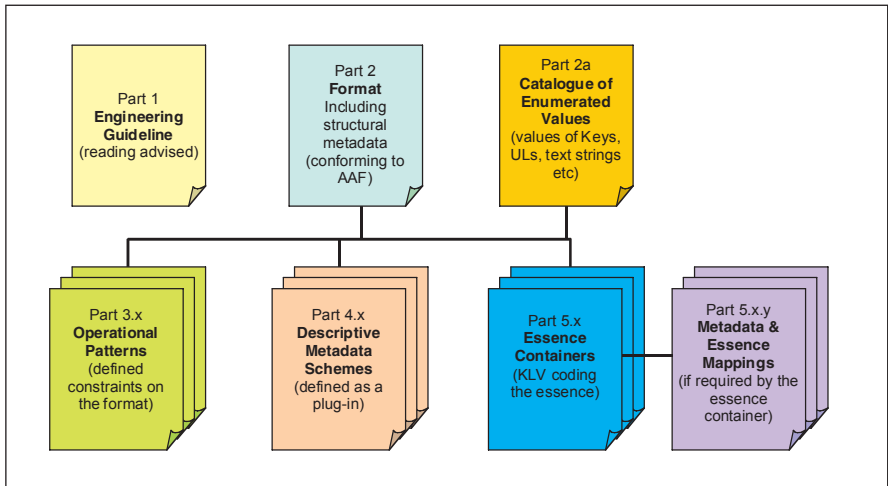 Part 1
Engineering
Guideline
(reading advised)
Part 2
Format
Including
structural
metadata
(conforming to
AAF)
Part 2a
Catalogue of
Enumerated
Values
(values of Keys,
ULs, text strings
etc)
Part 3.x
Operational
Patterns
(defined
constraints on
the format)
Part 4.x
Descriptive
Metadata
Schemes
(defined as a
plug-in)
Part 5.x
Essence
Containers
(KLV coding
the essence)
Part 5.x.y
Metadata &
Essence
Mappings
(if required by the
essence
container)